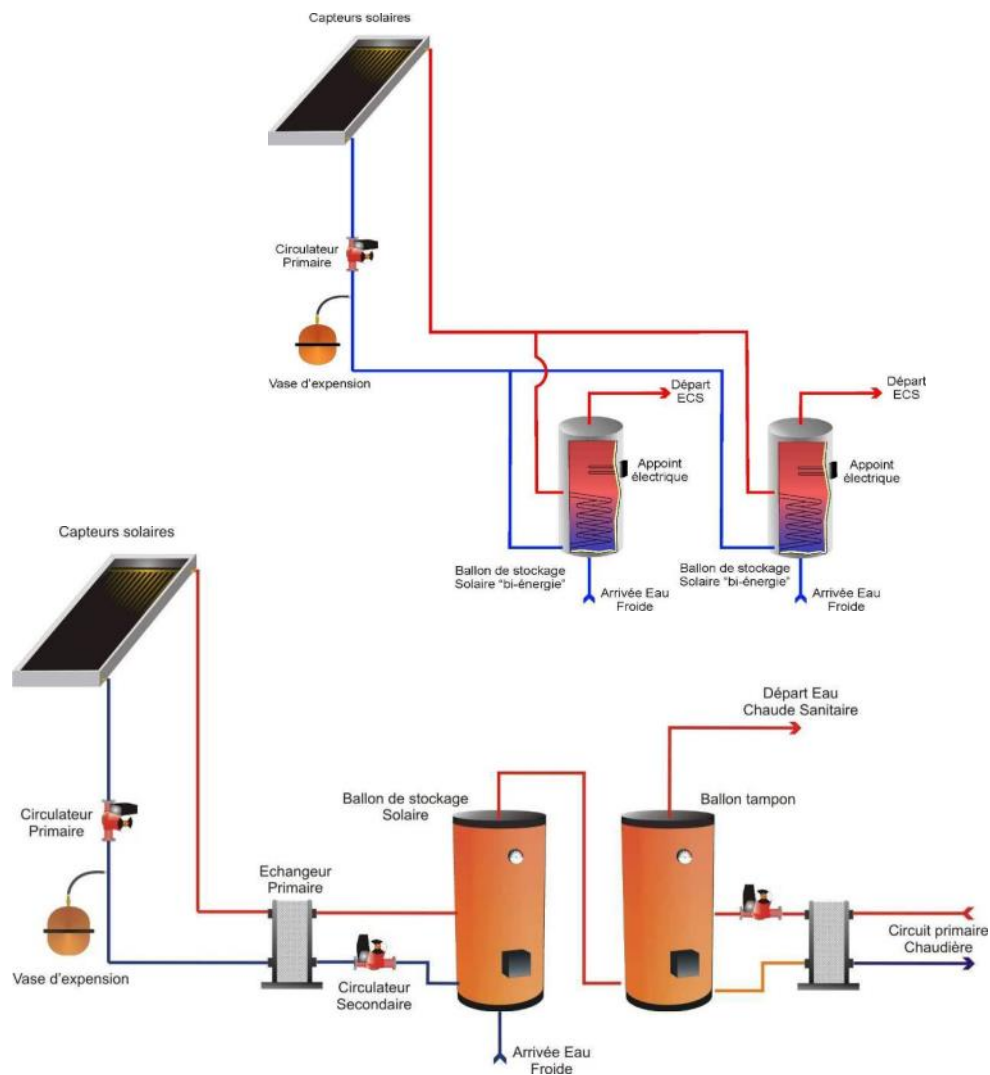 Capteurs solaires
Circulateur
Primaire
Vase d'expension
Départ
ECS
Départ
ECS
Appoint
électrique
Appoint
électrique
Ballon de stockage
Solaire "bi-énergie"
Ballon de stockage
Solaire "bi-énergie"
Arrivée Eau
Froide
Arrivée Eau
Froide
Capteurs solaires
Départ Eau
Chaude Sanitaire
Ballon de stockage
Solaire
Ballon tampon
Circulateur
Primaire
Echangeur
Primaire
Circuit primaire
Chaudière
Vase d'expension
Circulateur
Secondaire
Arrivée Eau
Froide